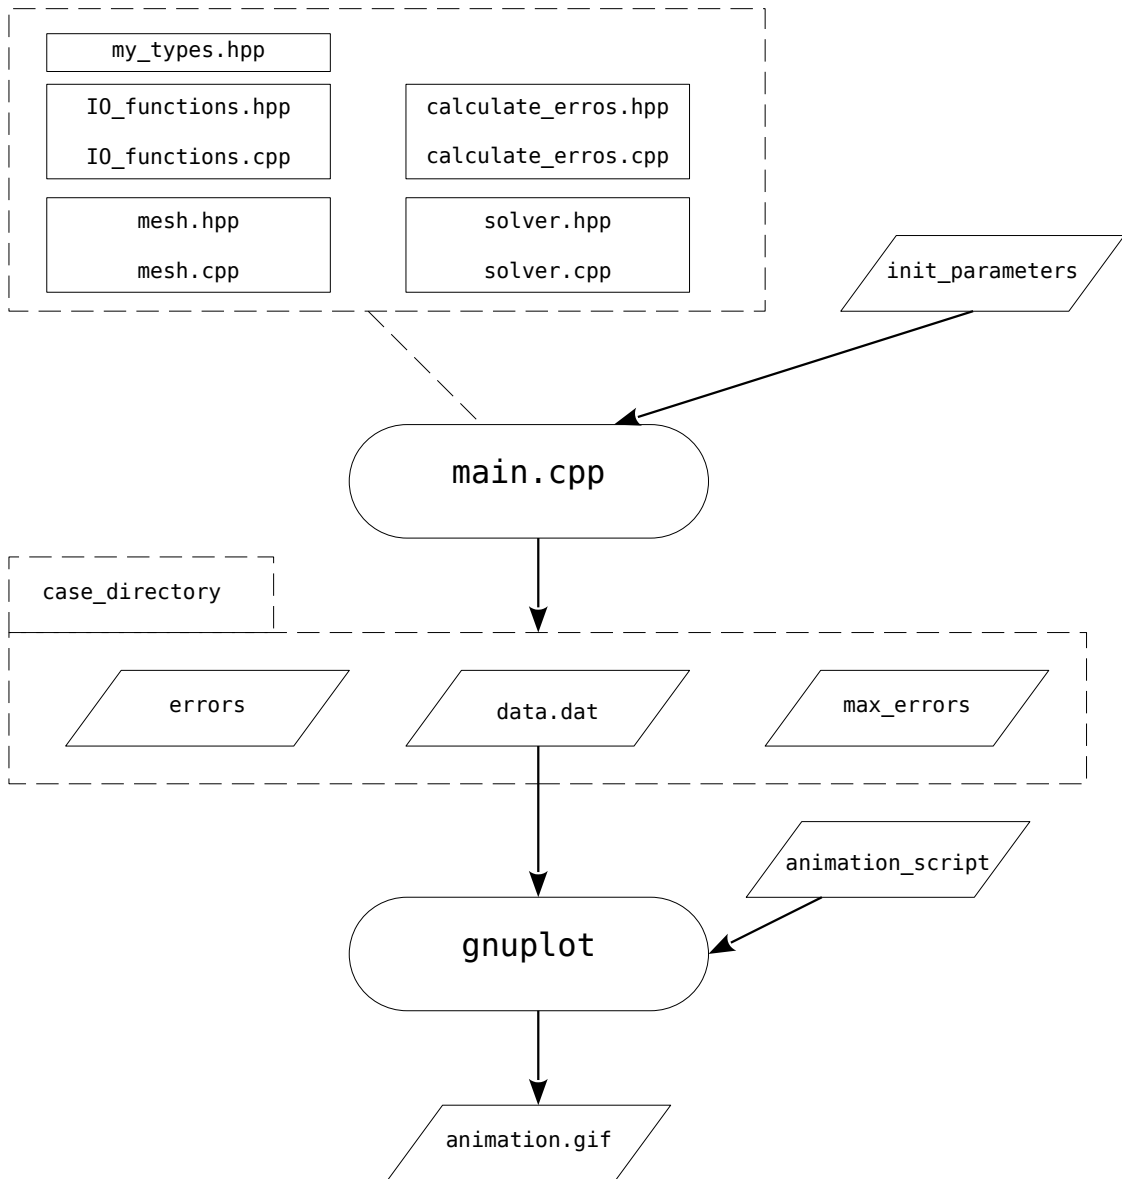 my_types.hpp
IO_functions.hpp
IO_functions.cpp
calculate_erros.hpp
calculate_erros.cpp
mesh.hpp
mesh.cpp
solver.hpp
solver.cpp
init_parameters
main.cpp
case_directory
errors
data.dat
max_errors
animation_script
gnuplot
animation.gif